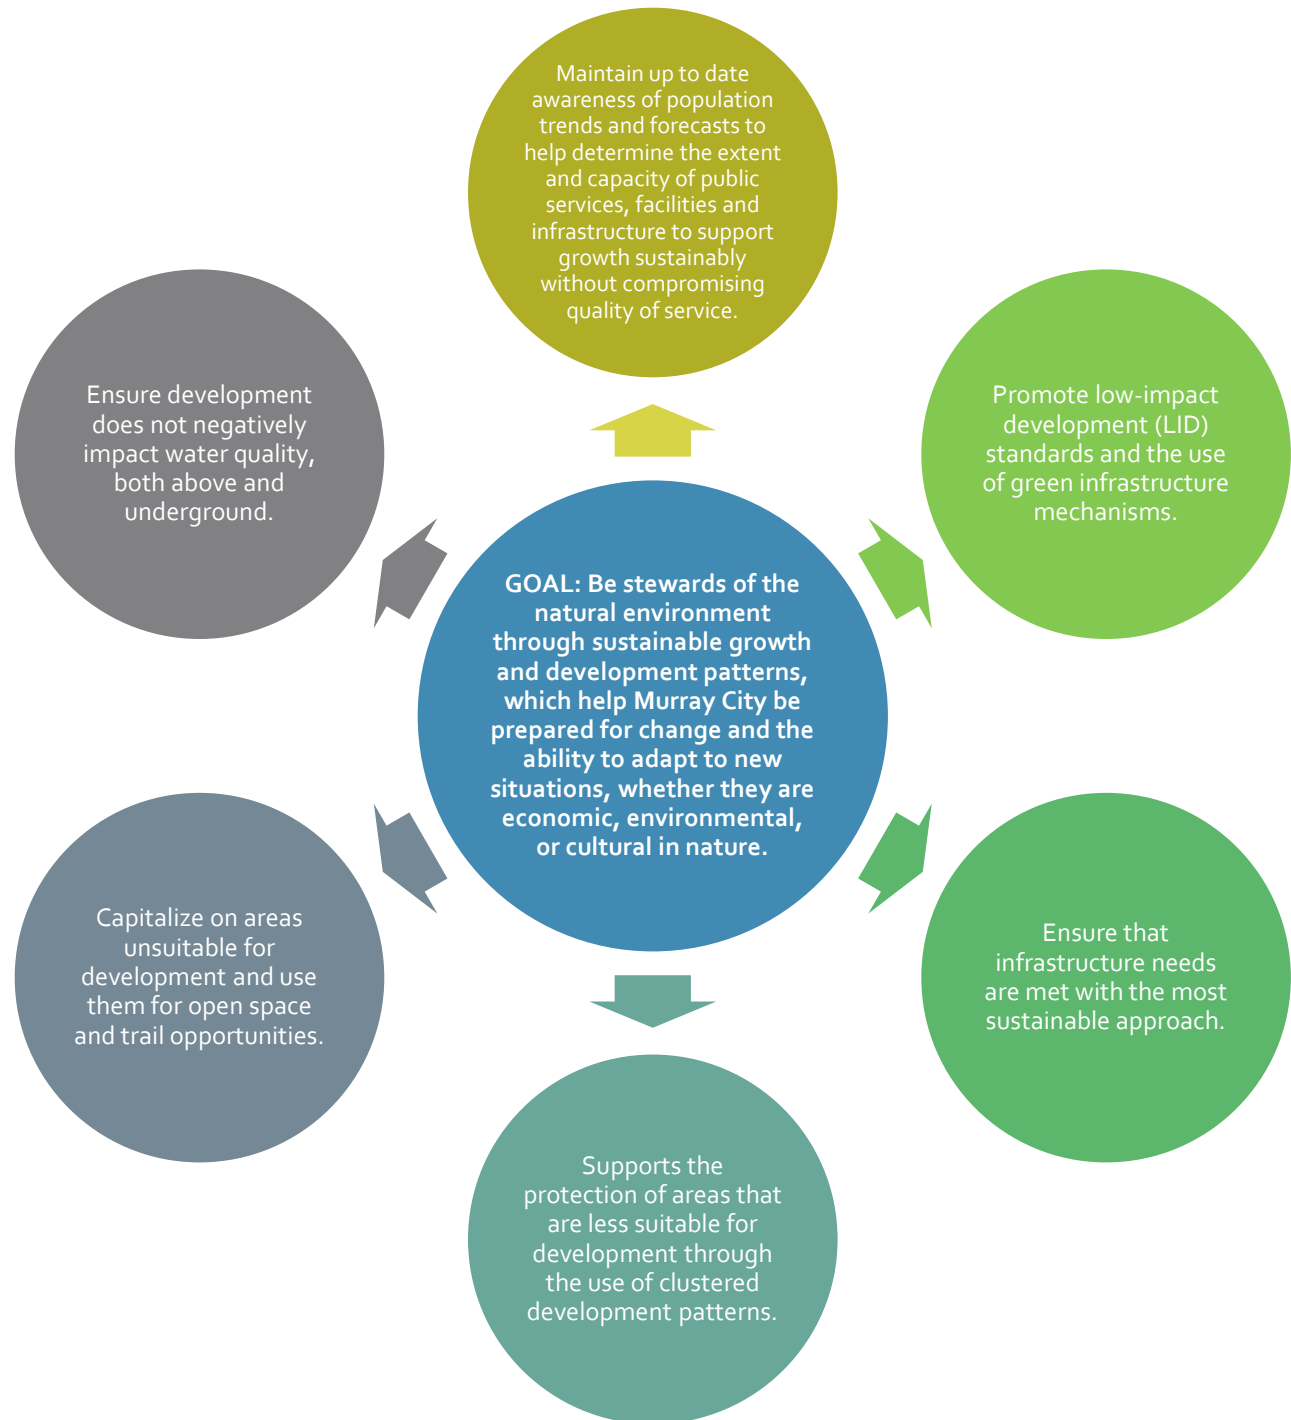 Maintain up to date
awareness of population
trends and forecasts to
help determine the extent
and capacity of public
services, facilities and
infrastructure to support
growth sustainably
without compromising
quality of service.
Promote low-impact
development (LID)
standards and the use
of green infrastructure
mechanisms.
Ensure that
infrastructure needs
are met with the most
sustainable approach.
Supports the
protection of areas that
are less suitable for
development through
the use of clustered
development patterns.
Capitalize on areas
unsuitable for
development and use
them for open space
and trail opportunities.
Ensure development
does not negatively
impact water quality,
both above and
underground.
GOAL: Be stewards of the
natural environment
through sustainable growth
and development patterns,
which help Murray City be
prepared for change and the
ability to adapt to new
situations, whether they are
economic, environmental,
or cultural in nature.